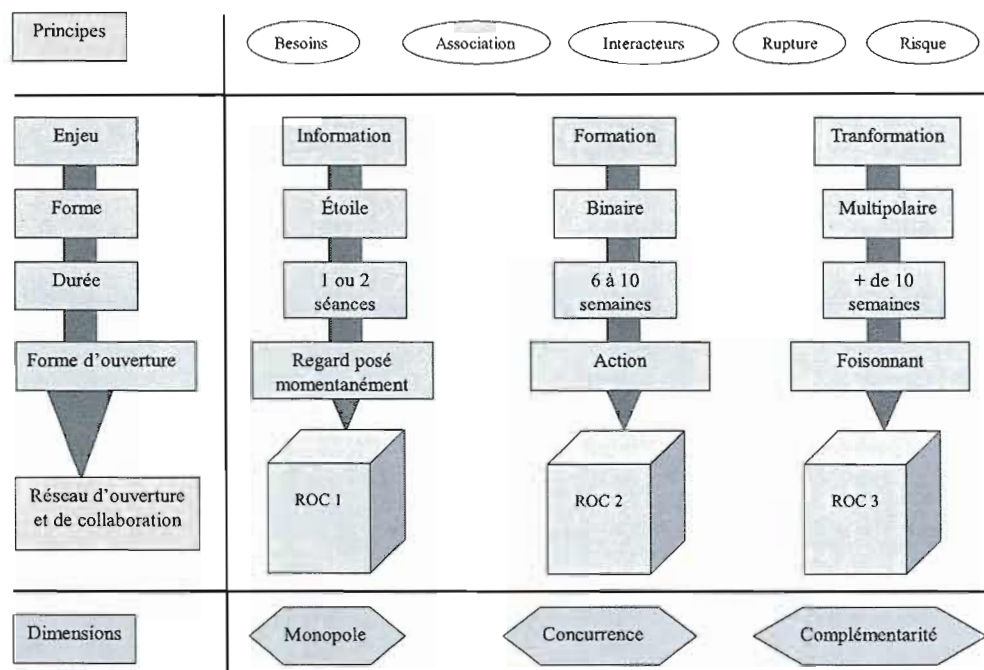 Principes
Besoins
Association
Interacteurs
Rupture
Risque
Enjeu
Information
Formation
Tranformation
Forme
Étoile
Binaire
Multipolaire
Durée
1 ou 2
séances
6 à 10
semaines
+ de 10
semaines
Forme d’ouverture
Regard posé
momentanément
Action
Foisonnant
Réseau d’ouverture
et de collaboration
ROC 1
ROC 2
ROC 3
Dimensions
Monopole
Concurrence
Complémentarité